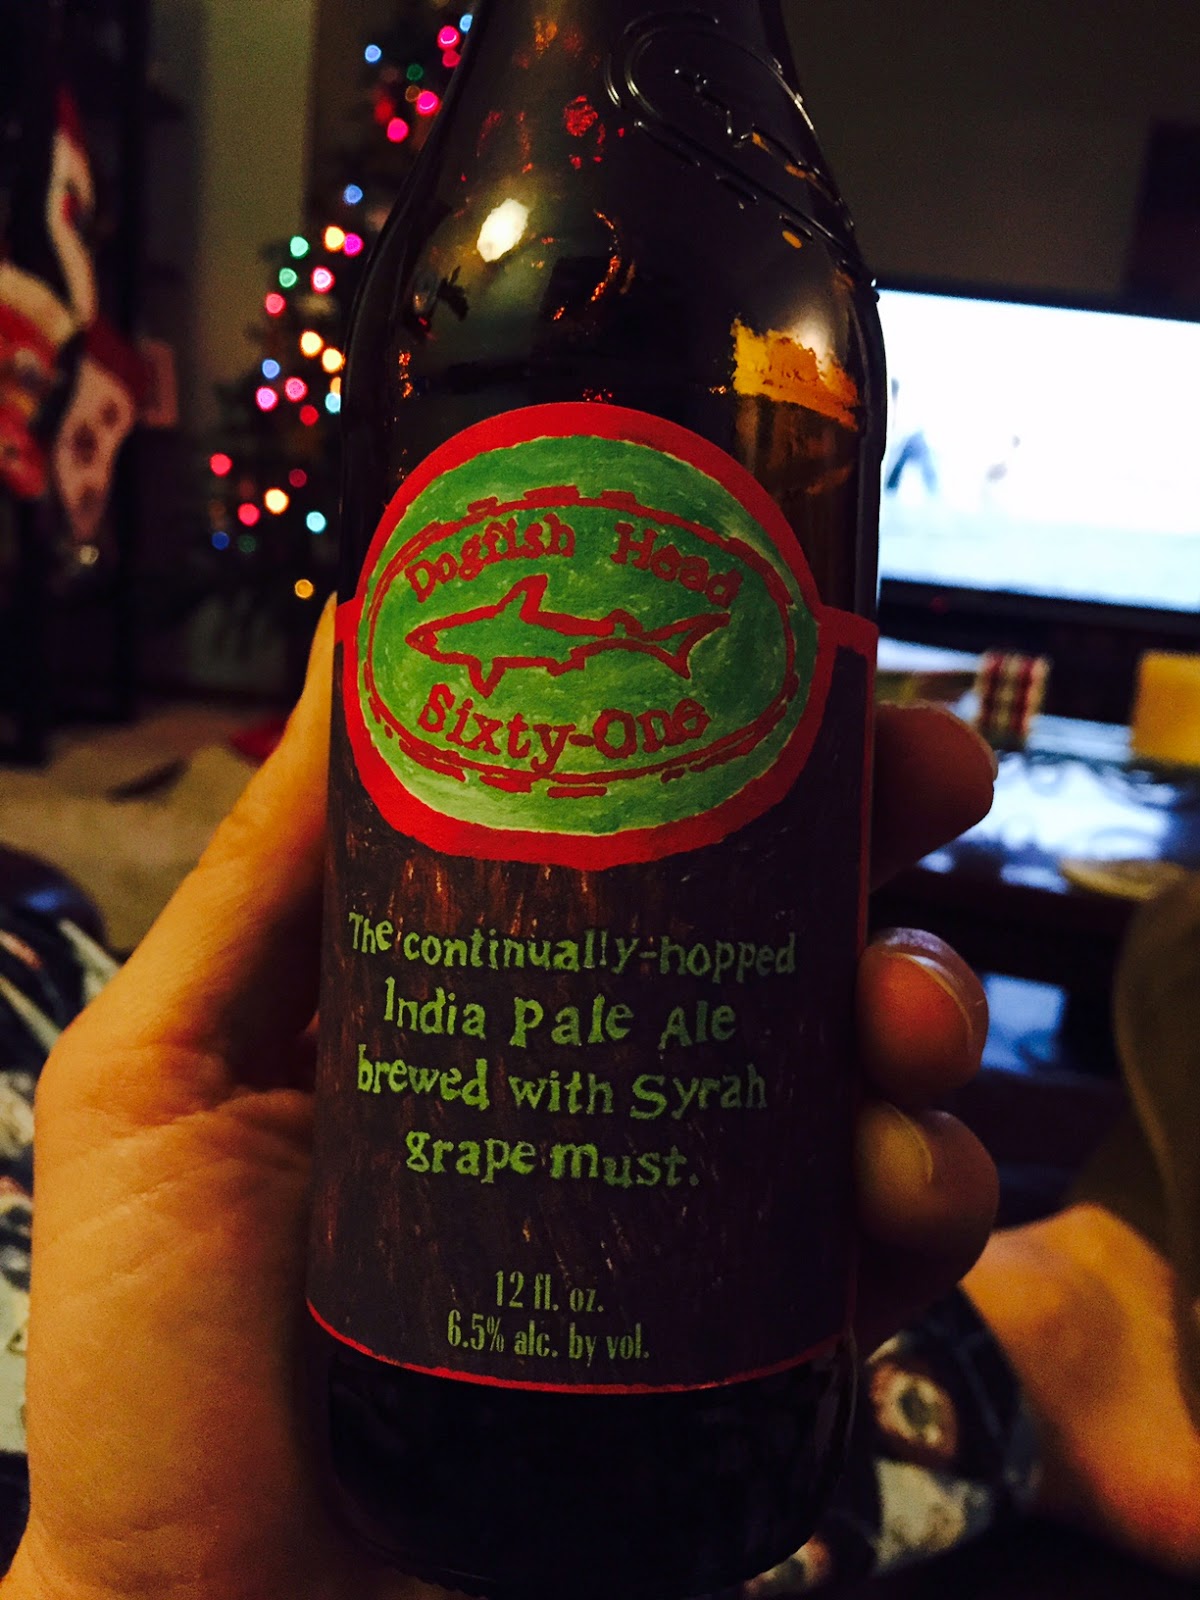 Dogfish Head
Sixty-One
The continually-hopped
India Pale Ale
brewed with Syrah
grape must.
12 fl. oz.
6.5% alc. by vol.